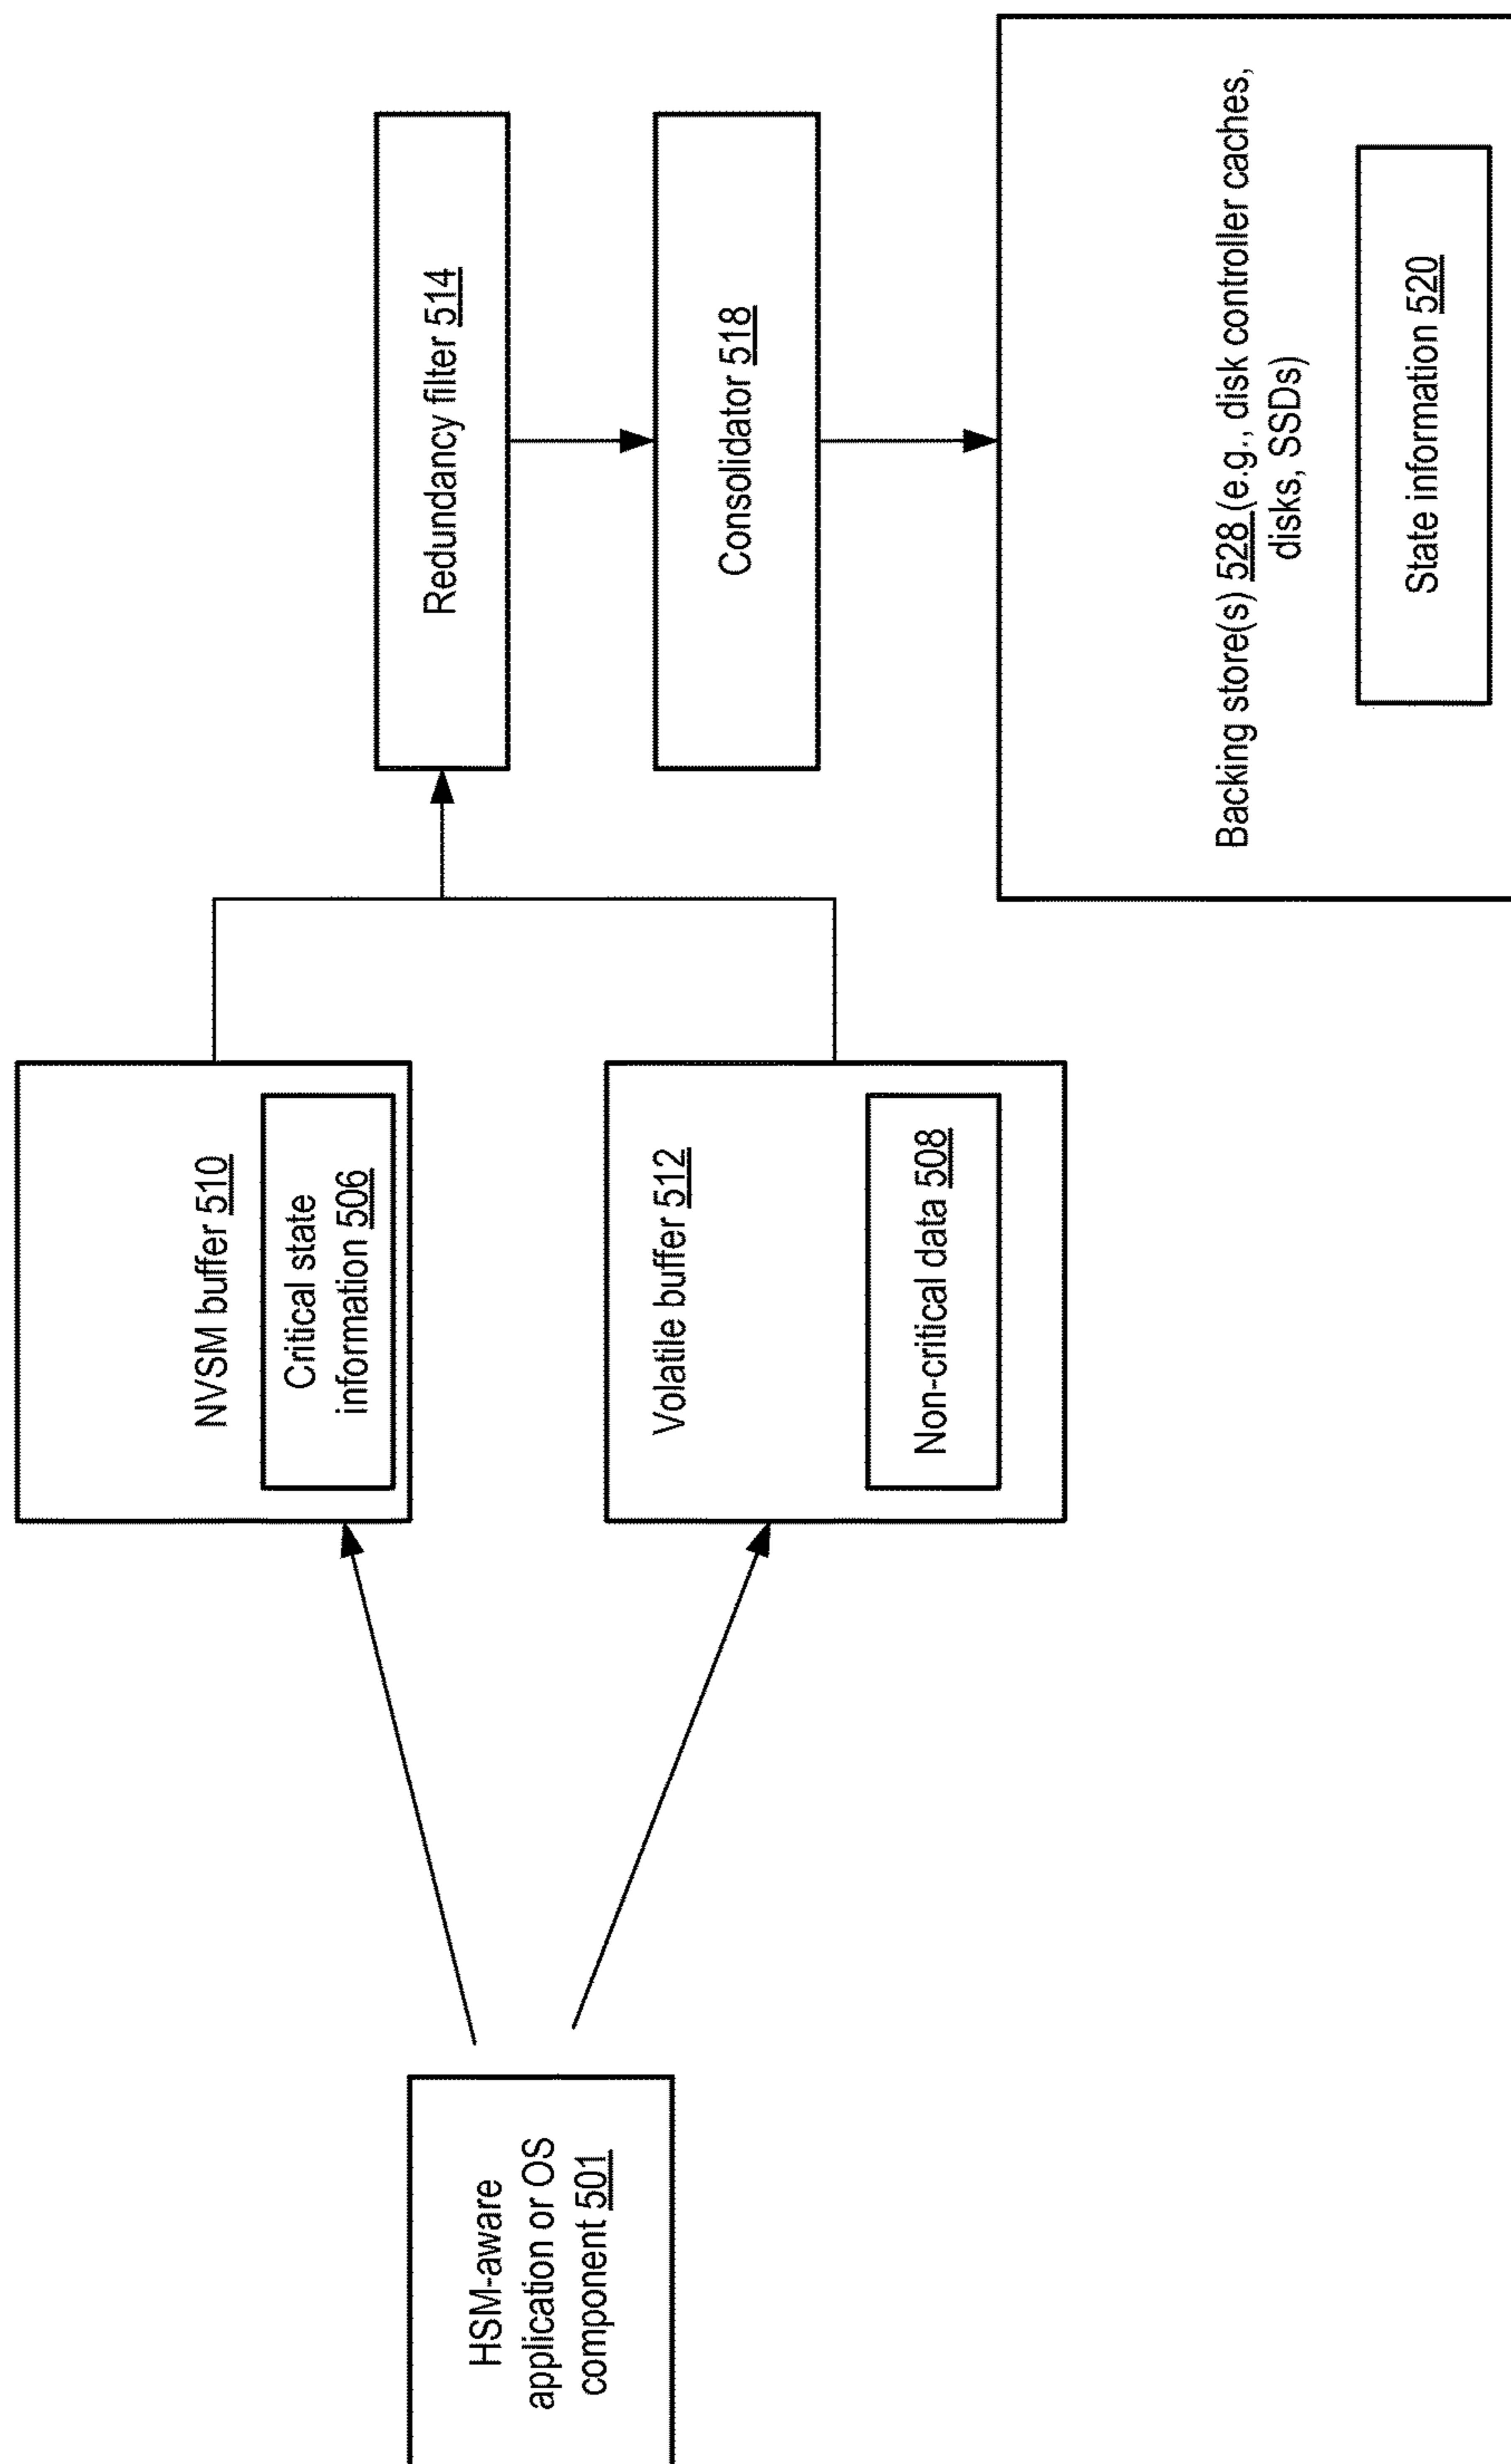 HSM-aware
application or OS
component 501
NVSM buffer 510
Critical state
information 506
Volatile buffer 512
Non-critical data 508
Redundancy filter 514
Consolidator 518
Backing store(s) 528 (e.g., disk controller caches,
disks, SSDs)
State information 520